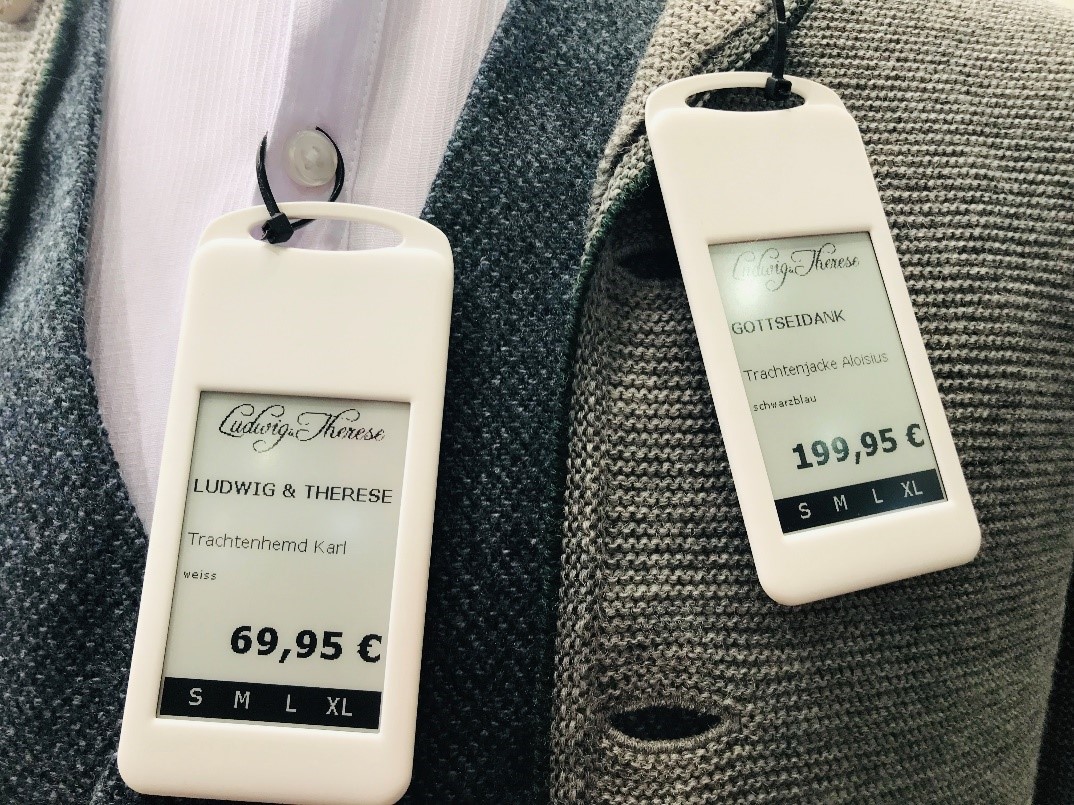 Ludwig & Therese
LUDWIG & THERESE
Trachtenhemd Karl
weiss
69,95 €
S M L XL
Ludwig & Therese
GOTTSEIDANK
Trachtenjacke Aloisius
schwarzblau
199,95 €
S M L XL